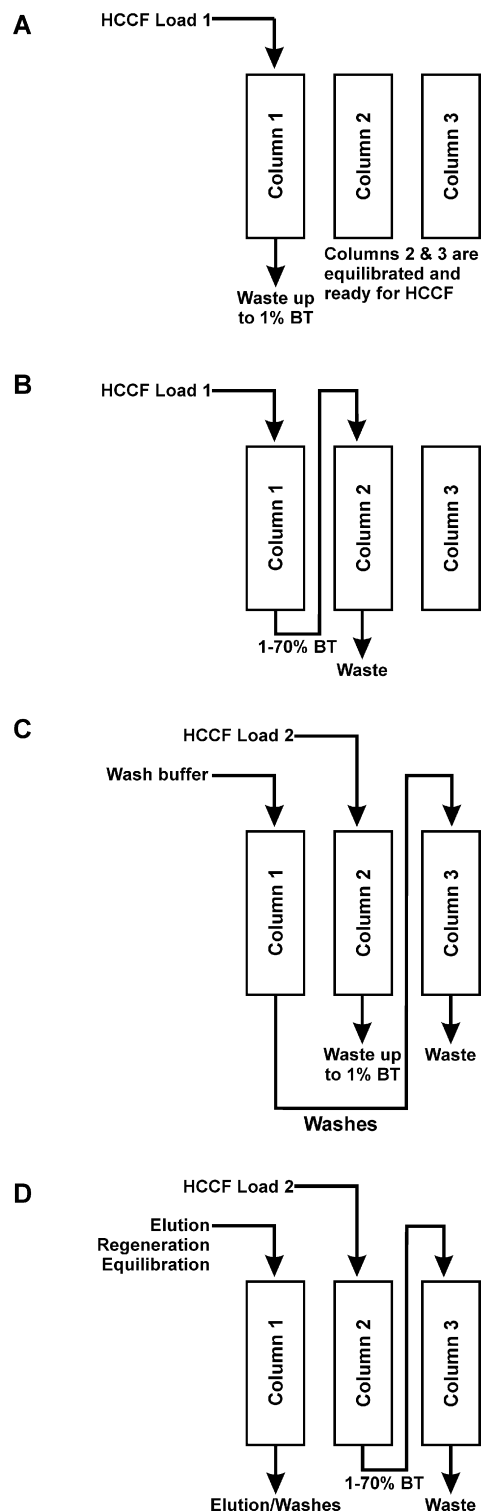 A
HCCF Load 1
Column 1
Column 2
Column 3
Columns 2 & 3 are
equilibrated and
ready for HCCF
Waste up
to 1% BT
B
HCCF Load 1
Column 1
Column 2
Column 3
1-70% BT
Waste
C
HCCF Load 2
Wash buffer
Column 1
Column 2
Column 3
Waste up
to 1% BT
Waste
Washes
D
HCCF Load 2
Elution
Regeneration
Equilibration
Column 1
Column 2
Column 3
1-70% BT
Elution/Washes
Waste